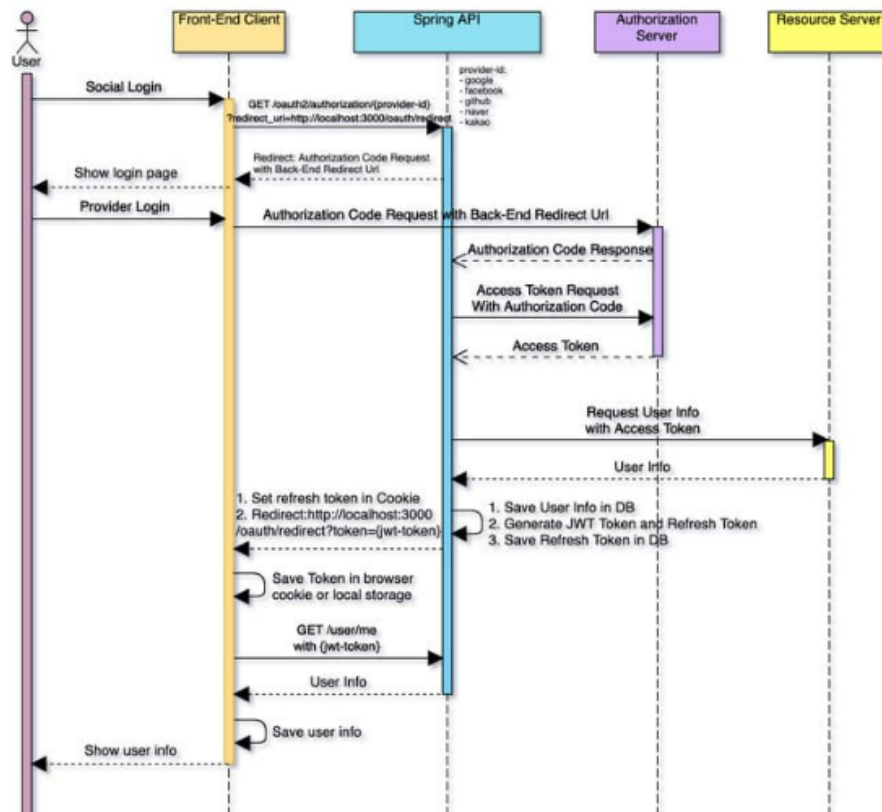 Front-End Client
Spring API
Authorization
Server
Resource Server
User
provider-id:
- google
- facebook
- github
- naver
- kakao
Social Login
GET /oauth2/authorization/{provider-id}
?redirect_uri=http://localhost:3000/oauth/redirect
Redirect: Authorization Code Request
with Back-End Redirect Url
Show login page
Provider Login
Authorization Code Request with Back-End Redirect Url
Authorization Code Response
Access Token Request
With Authorization Code
Access Token
Request User Info
with Access Token
User Info
1. Set refresh token in Cookie
2. Redirect:http://localhost:3000
/oauth/redirect?token={jwt-token}
1. Save User Info in DB
2. Generate JWT Token and Refresh Token
3. Save Refresh Token in DB
Save Token in browser
cookie or local storage
GET /user/me
with {jwt-token}
User Info
Save user info
Show user info